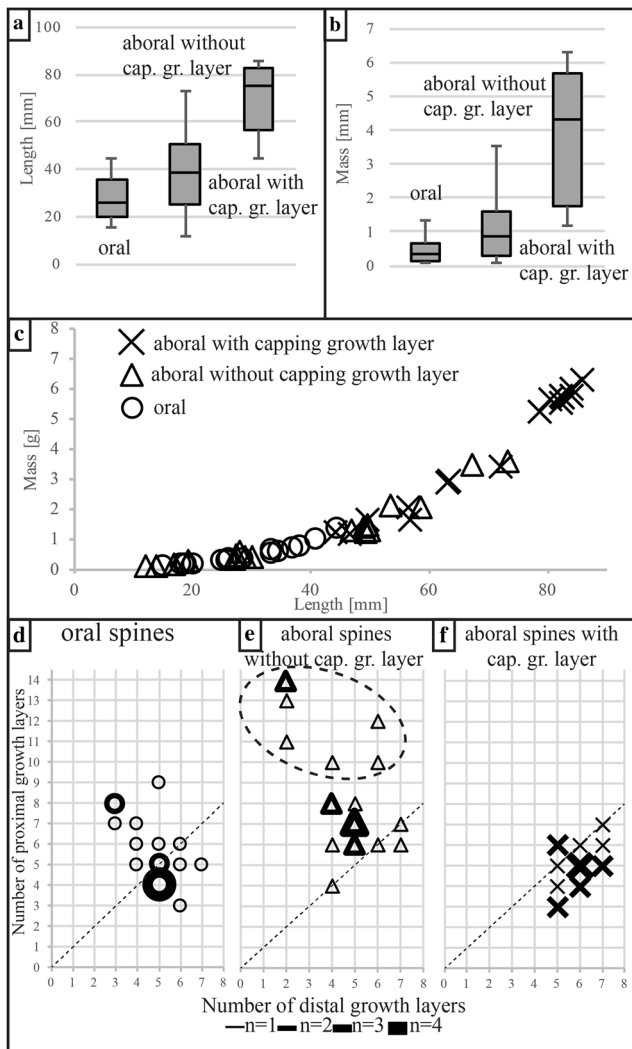 a
Length [mm]
100
80
60
40
20
0
aboral without
cap. gr. layer
aboral with
cap. gr. layer
oral
b
Mass [mm]
7
6
5
4
3
2
1
0
aboral without
cap. gr. layer
oral
aboral with
cap. gr. layer
c
Mass [g]
8
7
6
5
4
3
2
1
0
aboral with capping growth layer
aboral without capping growth layer
oral
0 20 40 60 80
Length [mm]
d
oral spines
e
aboral spines
without cap. gr. layer
f
aboral spines with
cap. gr. layer
Number of proximal growth layers
14
13
12
11
10
9
8
7
6
5
4
3
2
1
0
0 1 2 3 4 5 6 7 8
0 1 2 3 4 5 6 7 8
0 1 2 3 4 5 6 7 8
Number of distal growth layers
n=1 n=2 n=3 n=4